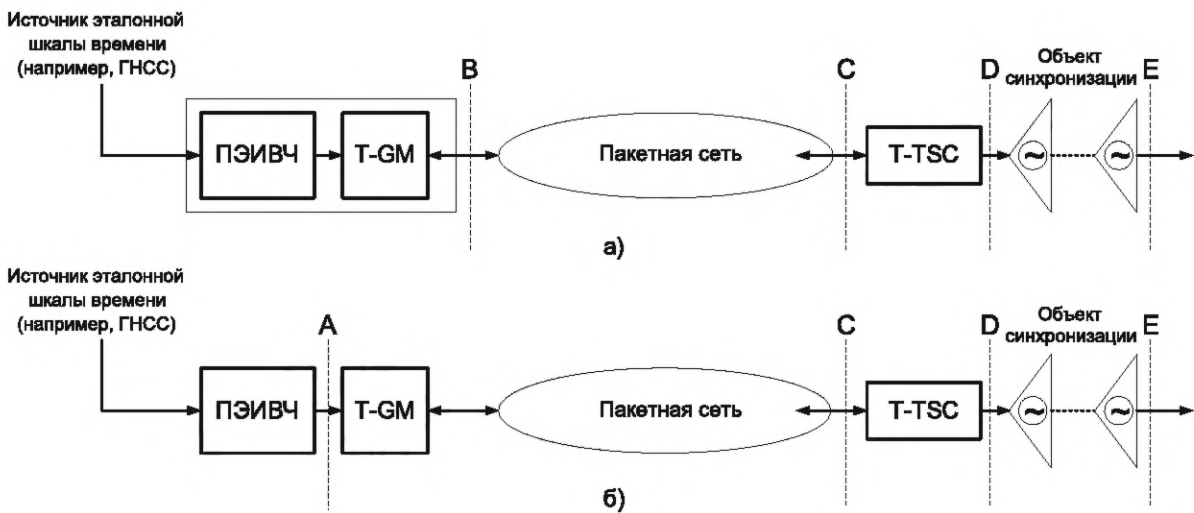 Источник эталонной
шкалы времени
(например, ГНСС)
B
C
D
Объект
синхронизации
E
ПЭИВЧ
T-GM
Пакетная сеть
T-TSC
~
~
а)
Источник эталонной
шкалы времени
(например, ГНСС)
A
C
D
Объект
синхронизации
E
ПЭИВЧ
T-GM
Пакетная сеть
T-TSC
~
~
б)